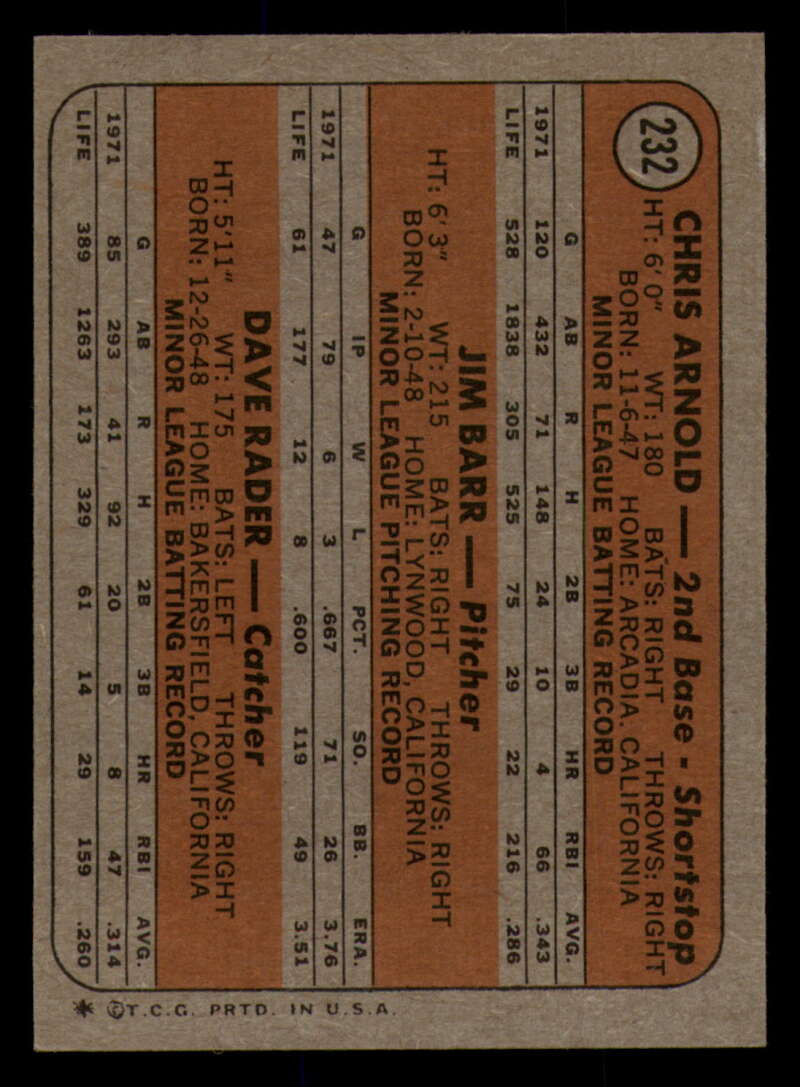 232
CHRIS ARNOLD — 2nd Base - Shortstop
HT: 6'0" WT: 180 BATS: RIGHT THROWS: RIGHT
BORN: 11-6-47 HOME: ARCADIA, CALIFORNIA
MINOR LEAGUE BATTING RECORD
G AB R H 2B 3B HR RBI AVG.
1971 120 432 71 148 24 10 4 66 .343
LIFE 528 1838 305 525 75 29 22 216 .286
JIM BARR — Pitcher
HT: 6'3" WT: 215 BATS: RIGHT THROWS: RIGHT
BORN: 2-10-48 HOME: LYNWOOD, CALIFORNIA
MINOR LEAGUE PITCHING RECORD
G IP W L PCT. SO. BB. ERA.
1971 47 79 6 3 .667 71 26 3.76
LIFE 61 177 12 8 .600 119 49 3.51
DAVE RADER — Catcher
HT: 5'11" WT: 175 BATS: LEFT THROWS: RIGHT
BORN: 12-26-48 HOME: BAKERSFIELD, CALIFORNIA
MINOR LEAGUE BATTING RECORD
G AB R H 2B 3B HR RBI AVG.
1971 85 293 41 92 20 5 8 47 .314
LIFE 389 1263 173 329 61 14 29 159 .260
* ©T.C.G. PRTD. IN U.S.A.